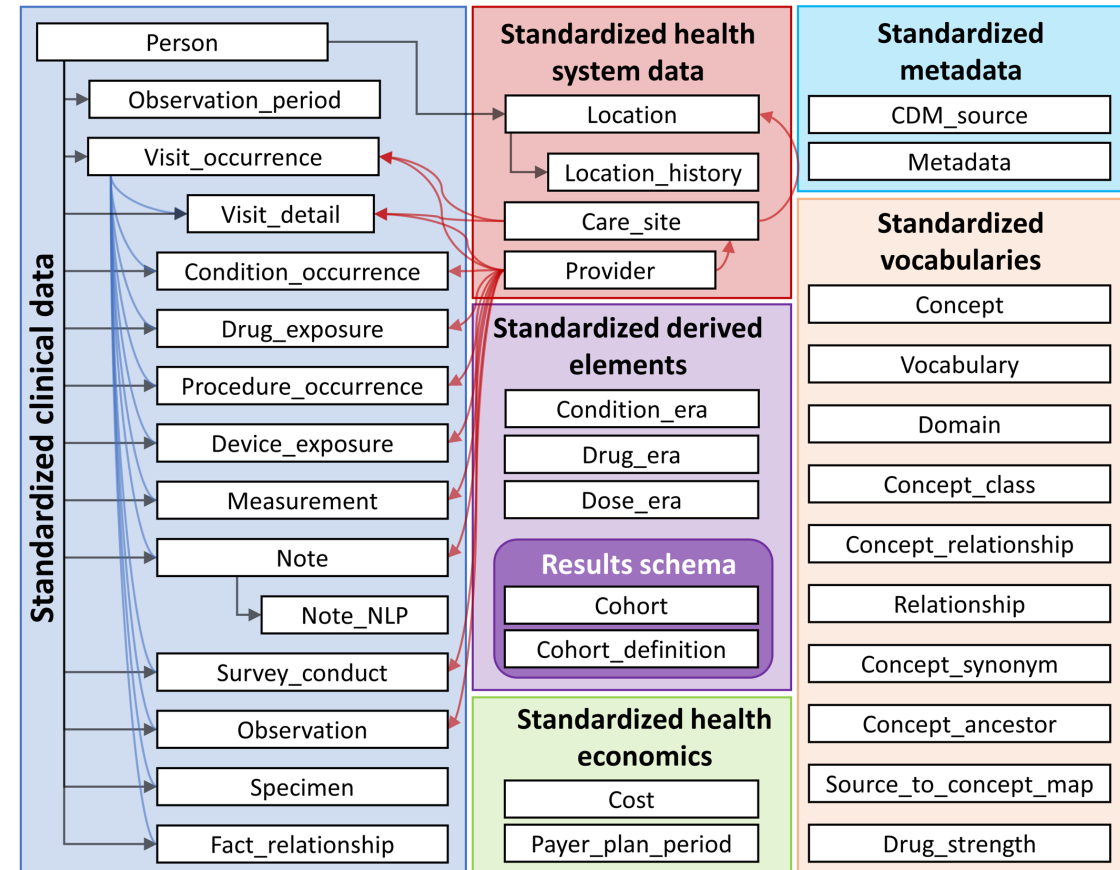 Standardized clinical data
Person
Observation_period
Visit_occurrence
Visit_detail
Condition_occurrence
Drug_exposure
Procedure_occurrence
Device_exposure
Measurement
Note
Note_NLP
Survey_conduct
Observation
Specimen
Fact_relationship
Standardized health
system data
Location
Location_history
Care_site
Provider
Standardized derived
elements
Condition_era
Drug_era
Dose_era
Results schema
Cohort
Cohort_definition
Standardized health
economics
Cost
Payer_plan_period
Standardized
metadata
CDM_source
Metadata
Standardized
vocabularies
Concept
Vocabulary
Domain
Concept_class
Concept_relationship
Relationship
Concept_synonym
Concept_ancestor
Source_to_concept_map
Drug_strength